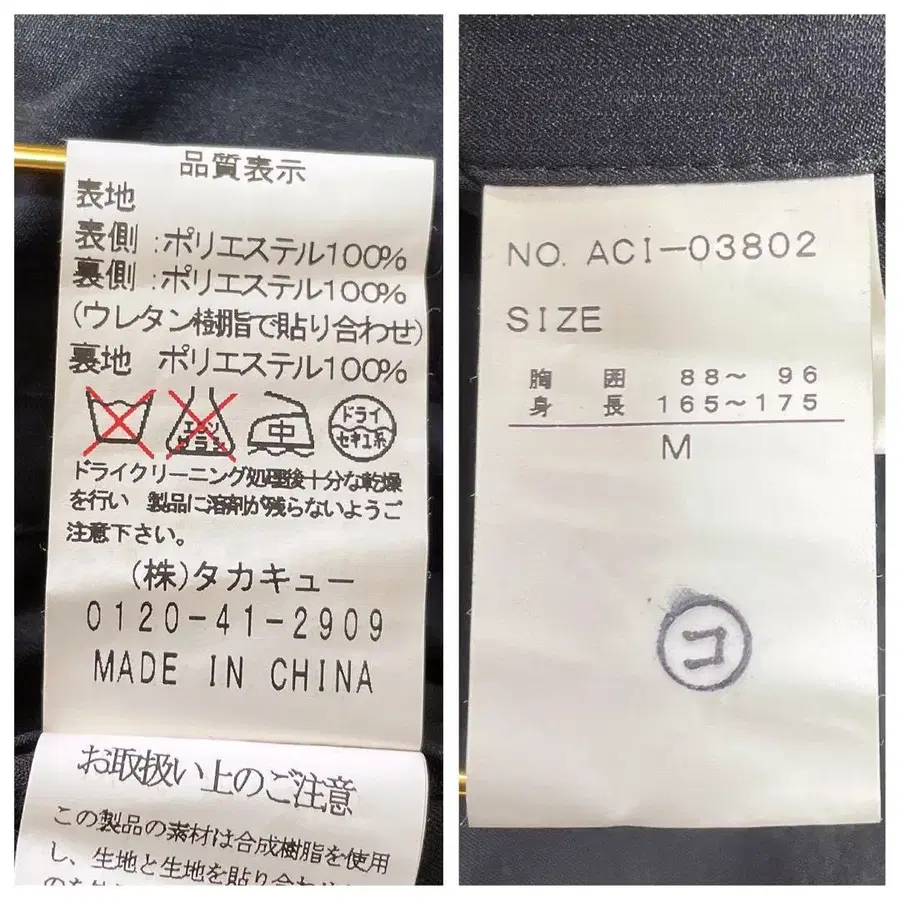 品質表示
表地
表側:ポリエステル100%
裏側:ポリエステル100%
(ウレタン樹脂で貼り合わせ)
裏地 ポリエステル100%
エンソ
サラシ
中
ドライ
セキユ系
ドライクリーニング処理後十分な乾燥
を行い 製品に溶剤が残らないようご
注意下さい。
(株)タカキュー
0120-41-2909
MADE IN CHINA
お取扱い上のご注意
この製品の素材は合成樹脂を使用
し、生地と生地を貼り合わせ
NO. ACI-03802
SIZE
胸囲 88~96
身長 165~175
M
コ